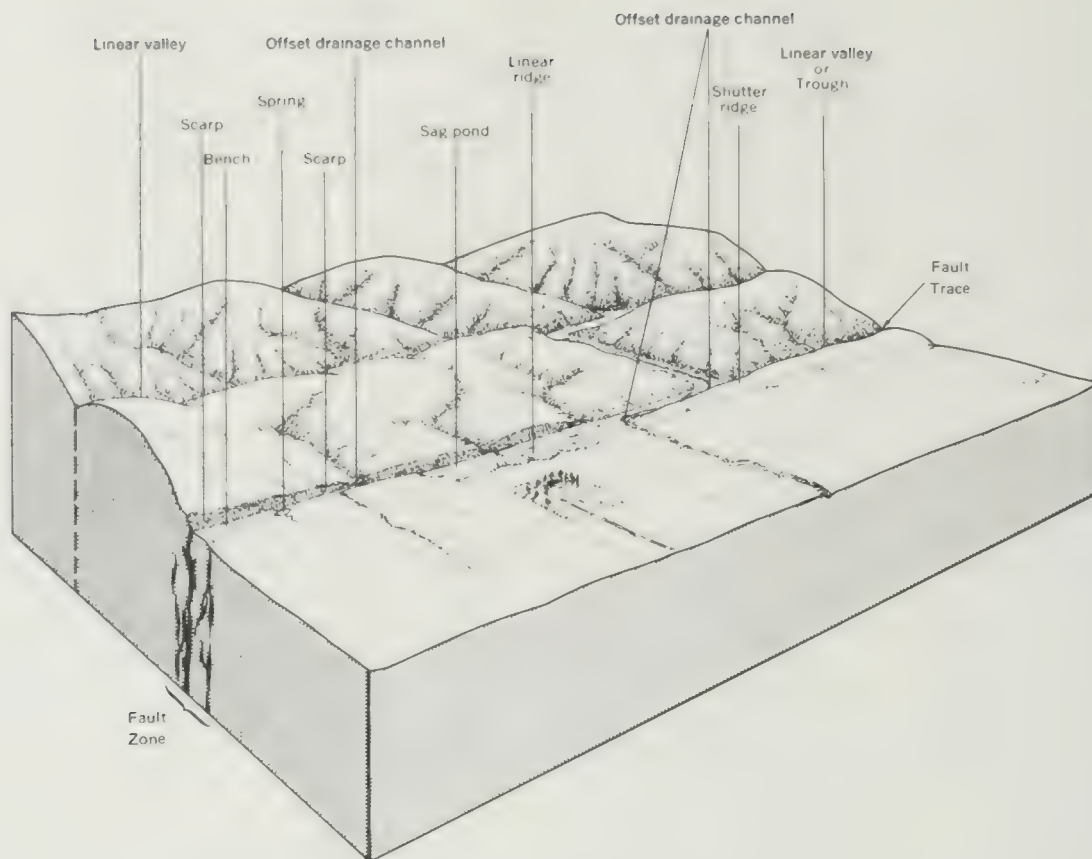 Offset drainage channel
Linear valley
Offset drainage channel
Linear
ridge
Linear valley
or
Trough
Shutter
ridge
Spring
Scarp
Sag pond
Bench
Scarp
Fault
Trace
Fault
Zone